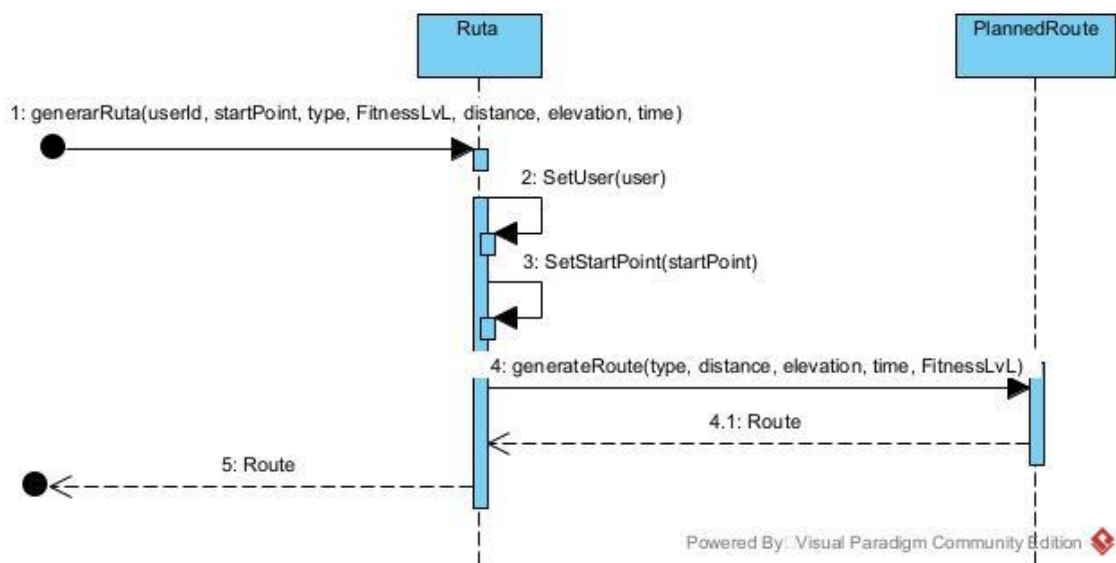 Ruta
PlannedRoute
1: generarRuta(userId, startPoint, type, FitnessLvL, distance, elevation, time)
2: SetUser(user)
3: SetStartPoint(startPoint)
4: generateRoute(type, distance, elevation, time, FitnessLvL)
4.1: Route
5: Route
Powered By: Visual Paradigm Community Edition